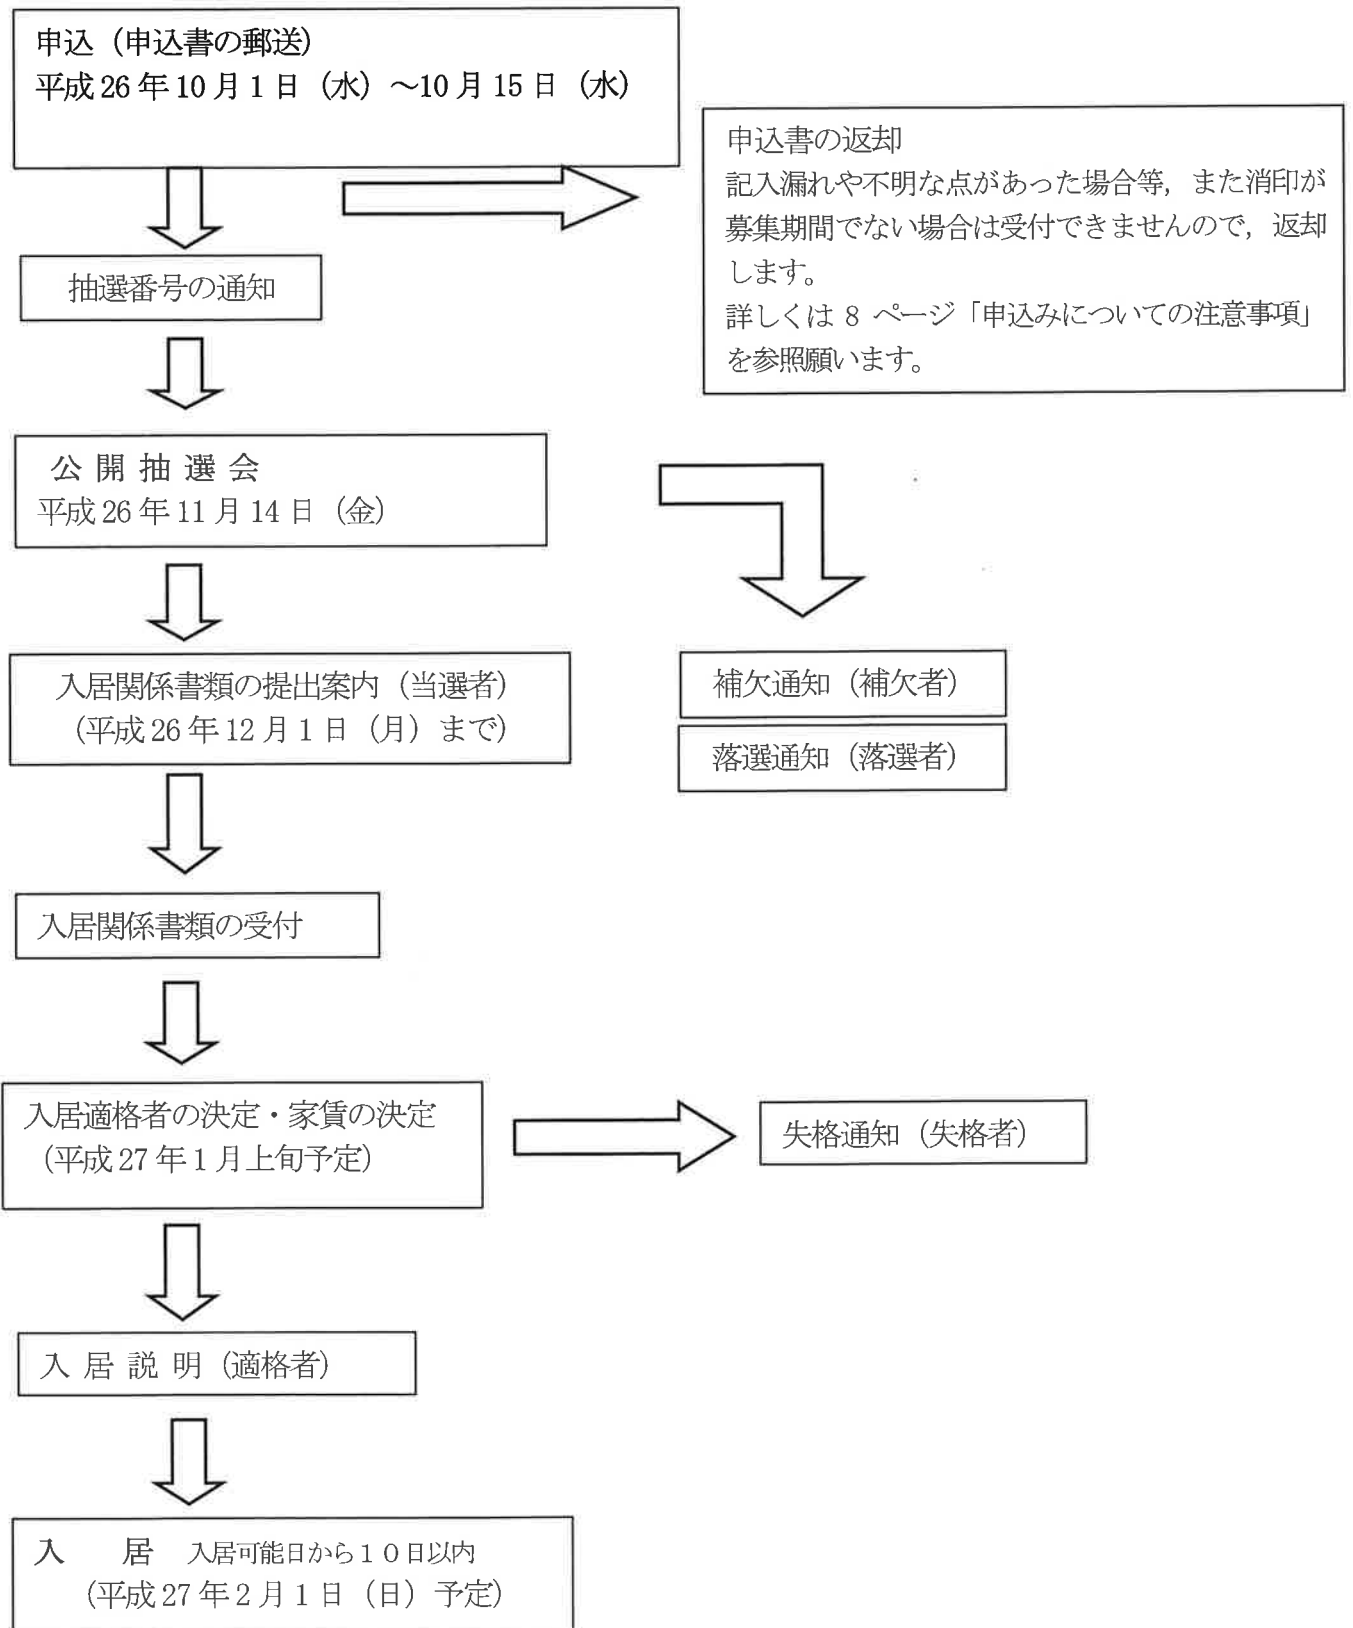 申込（申込書の郵送）
平成26年10月1日（水）～10月15日（水）
申込書の返却
記入漏れや不明な点があった場合等，また消印が
募集期間でない場合は受付できませんので，返却
します。
詳しくは 8 ページ「申込みについての注意事項」
を参照願います。
抽選番号の通知
公 開 抽 選 会
平成26年11月14日（金）
入居関係書類の提出案内（当選者）
（平成26年12月1日（月）まで）
補欠通知（補欠者）
落選通知（落選者）
入居関係書類の受付
入居適格者の決定・家賃の決定
（平成27年1月上旬予定）
失格通知（失格者）
入 居 説 明（適格者）
入　居　入居可能日から１０日以内
（平成27年2月1日（日）予定）